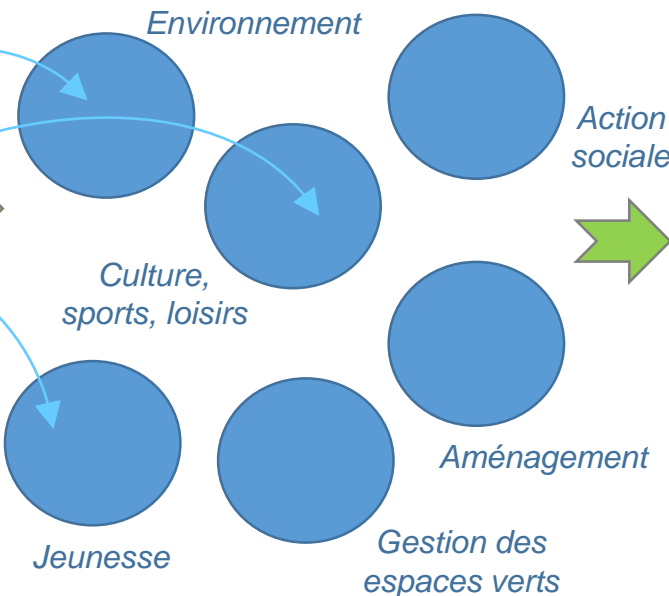 Environnement
Action
sociale
Culture,
sports, loisirs
Aménagement
Jeunesse
Gestion des
espaces verts